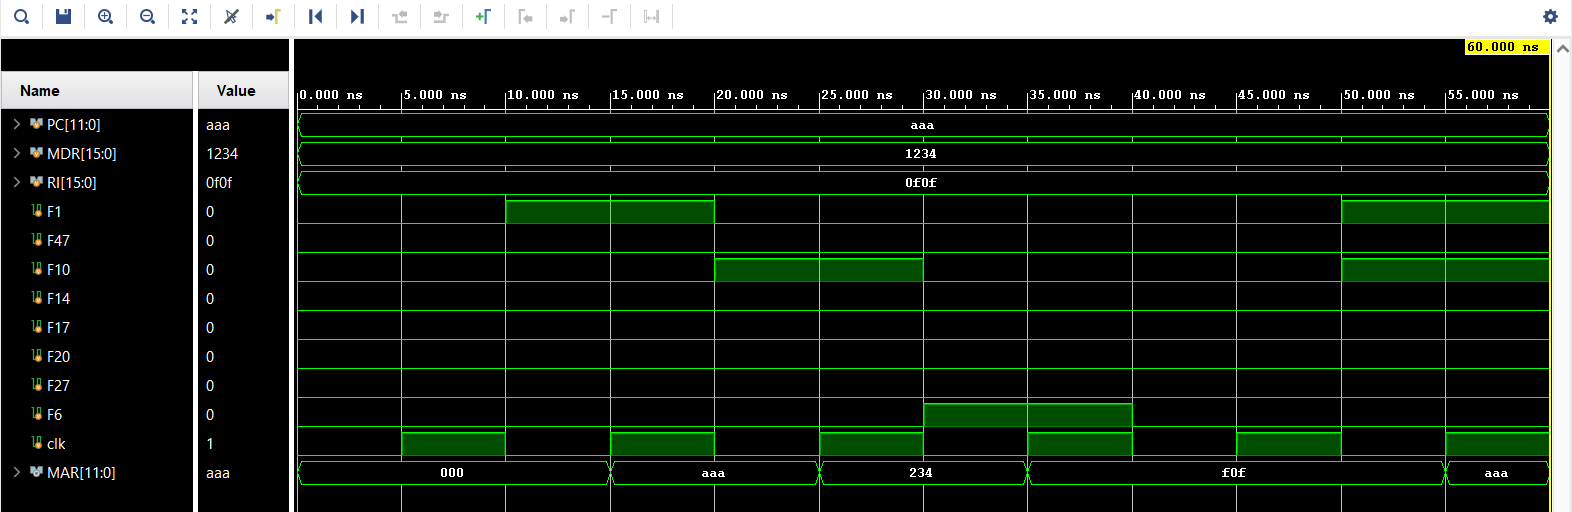 60.000 ns
Name Value
0.000 ns 5.000 ns 10.000 ns 15.000 ns 20.000 ns 25.000 ns 30.000 ns 35.000 ns 40.000 ns 45.000 ns 50.000 ns 55.000 ns
PC[11:0] aaa aaa
MDR[15:0] 1234 1234
RI[15:0] 0f0f 0f0f
F1 0
F47 0
F10 0
F14 0
F17 0
F20 0
F27 0
F6 0
clk 1
MAR[11:0] aaa 000 aaa 234 f0f aaa